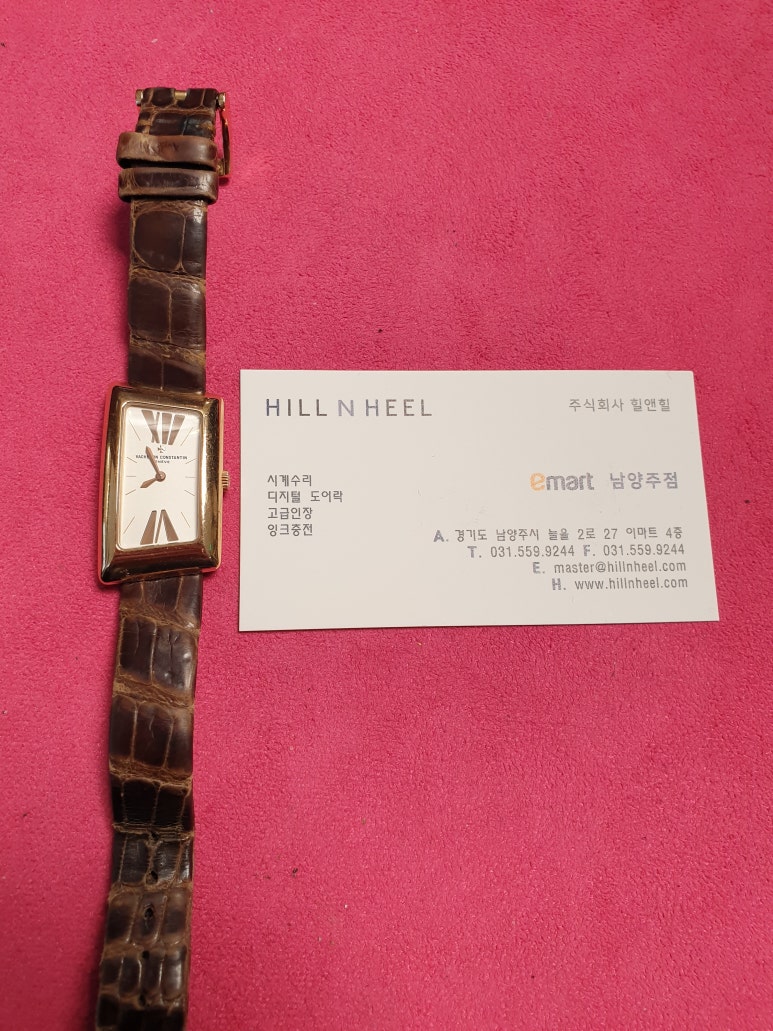 XII
VACHERON CONSTANTIN
GENÈVE
HILL N HEEL
주식회사 힐앤힐
시계수리
디지털 도어락
고급인장
잉크충전
emart 남양주점
A. 경기도 남양주시 늘을 2로 27 이마트 4층
T. 031.559.9244 F. 031.559.9244
E. master@hillnheel.com
H. www.hillnheel.com